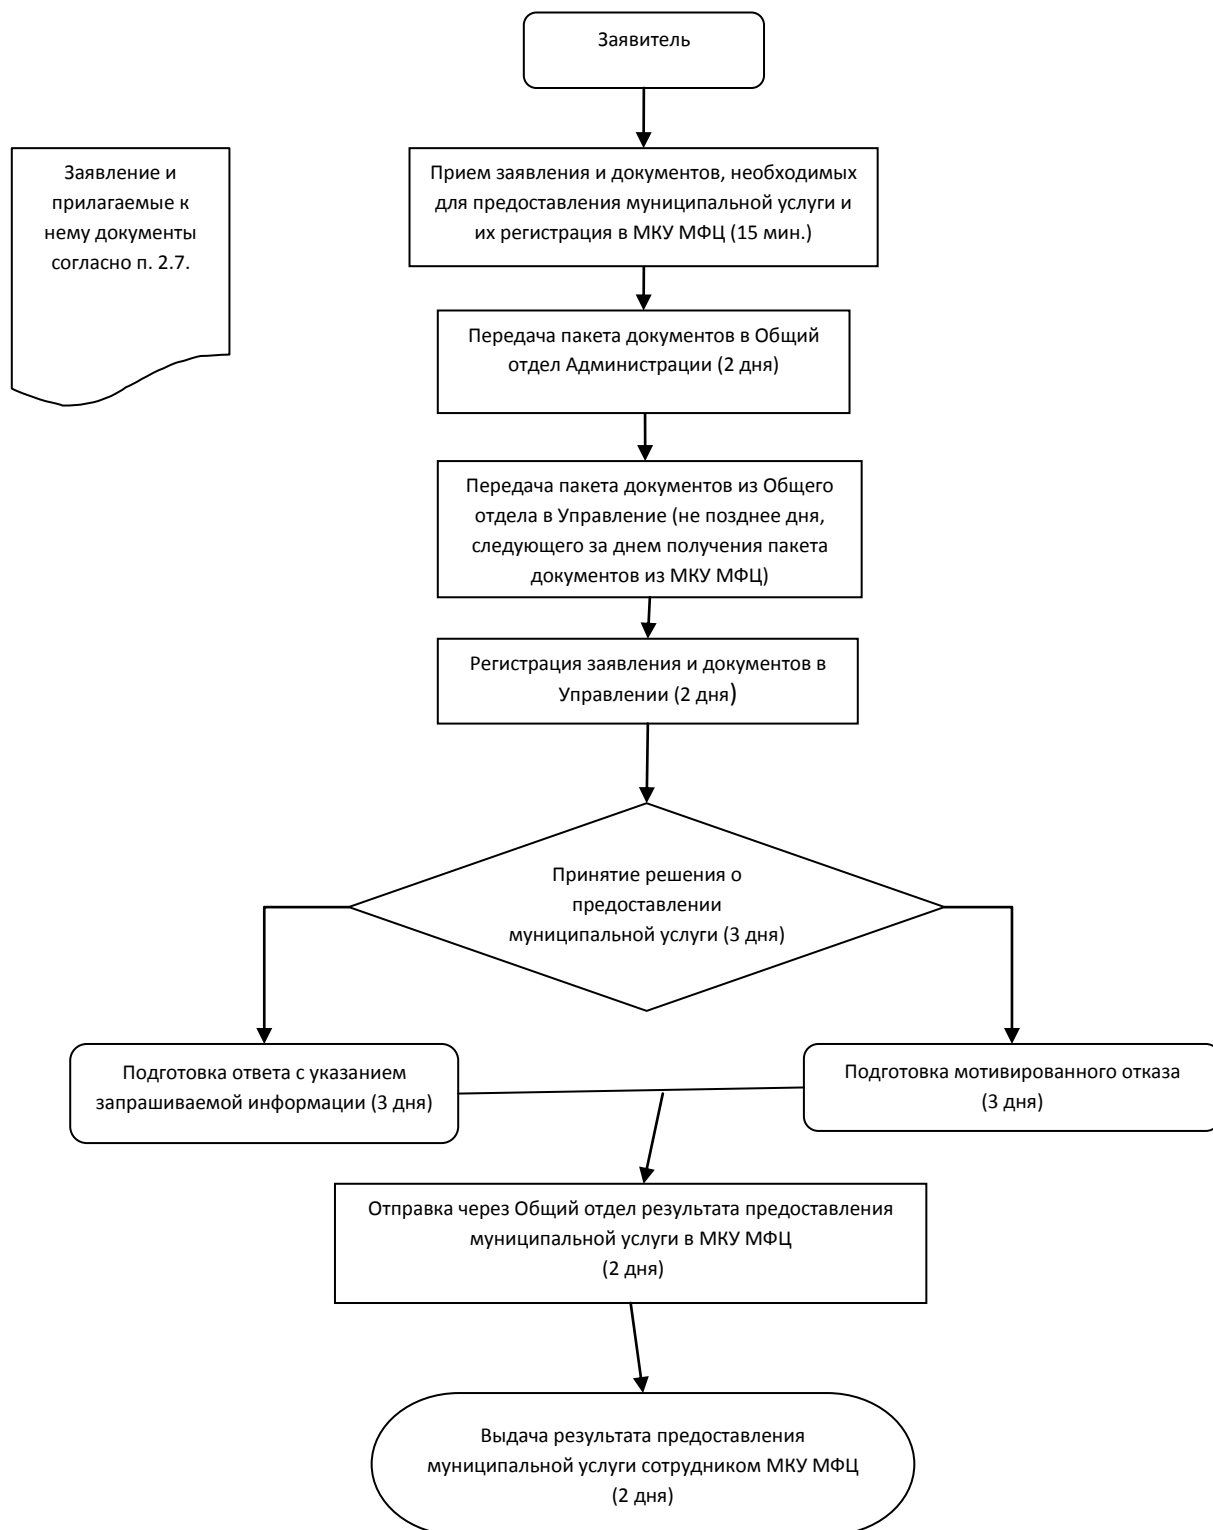 Заявитель
Заявление и
прилагаемые к
нему документы
согласно п. 2.7.
Прием заявления и документов, необходимых
для предоставления муниципальной услуги и
их регистрация в МКУ МФЦ (15 мин.)
Передача пакета документов в Общий
отдел Администрации (2 дня)
Передача пакета документов из Общего
отдела в Управление (не позднее дня,
следующего за днем получения пакета
документов из МКУ МФЦ)
Регистрация заявления и документов в
Управлении (2 дня)
Принятие решения о
предоставлении
муниципальной услуги (3 дня)
Подготовка ответа с указанием
запрашиваемой информации (3 дня)
Подготовка мотивированного отказа
(3 дня)
Отправка через Общий отдел результата предоставления
муниципальной услуги в МКУ МФЦ
(2 дня)
Выдача результата предоставления
муниципальной услуги сотрудником МКУ МФЦ
(2 дня)